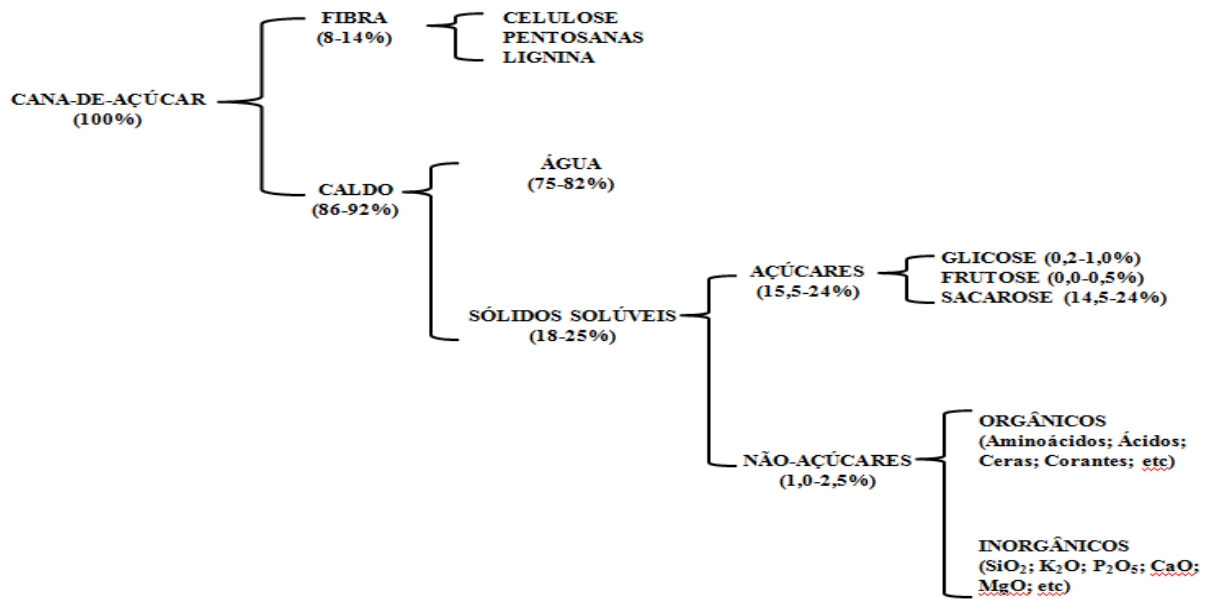 CANA-DE-AÇÚCAR
(100%)
FIBRA
(8-14%)
CELULOSE
PENTOSANAS
LIGNINA
CALDO
(86-92%)
ÁGUA
(75-82%)
SÓLIDOS SOLÚVEIS
(18-25%)
AÇÚCARES
(15,5-24%)
GLICOSE (0,2-1,0%)
FRUTOSE (0,0-0,5%)
SACAROSE (14,5-24%)
NÃO-AÇÚCARES
(1,0-2,5%)
ORGÂNICOS
(Aminoácidos; Ácidos;
Ceras; Corantes; etc)
INORGÂNICOS
(SiO₂; K₂O; P₂O₅; CaO;
MgO; etc)